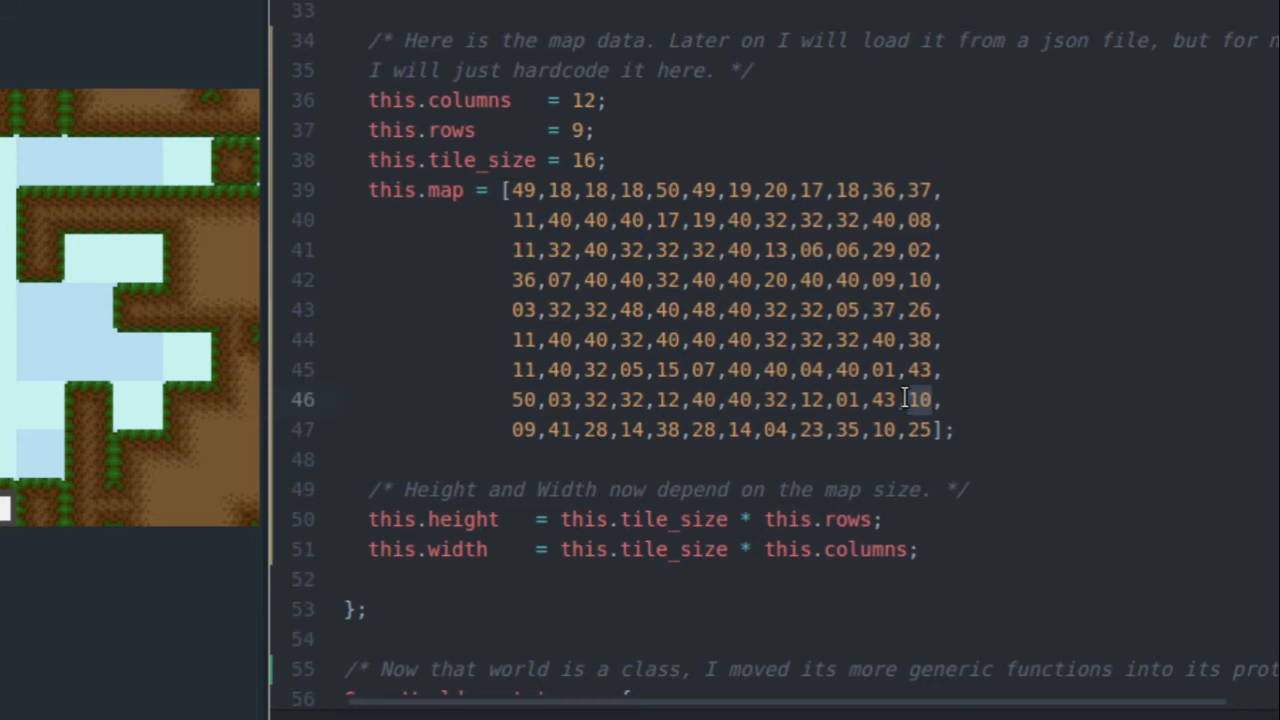 33
34 /* Here is the map data. Later on I will load it from a json file, but for
35 I will just hardcode it here. */
36 this.columns = 12;
37 this.rows = 9;
38 this.tile_size = 16;
39 this.map = [49,18,18,18,50,49,19,20,17,18,36,37,
40 11,40,40,40,17,19,40,32,32,32,40,08,
41 11,32,40,32,32,32,40,13,06,06,29,02,
42 36,07,40,40,32,40,40,20,40,40,09,10,
43 03,32,32,48,40,48,40,32,32,05,37,26,
44 11,40,40,32,40,40,40,32,32,32,40,38,
45 11,40,32,05,15,07,40,40,04,40,01,43,
46 50,03,32,32,12,40,40,32,12,01,43,10,
47 09,41,28,14,38,28,14,04,23,35,10,25];
48
49 /* Height and Width now depend on the map size. */
50 this.height = this.tile_size * this.rows;
51 this.width = this.tile_size * this.columns;
52
53 };
54
55 /* Now that world is a class, I moved its more generic functions into its
56